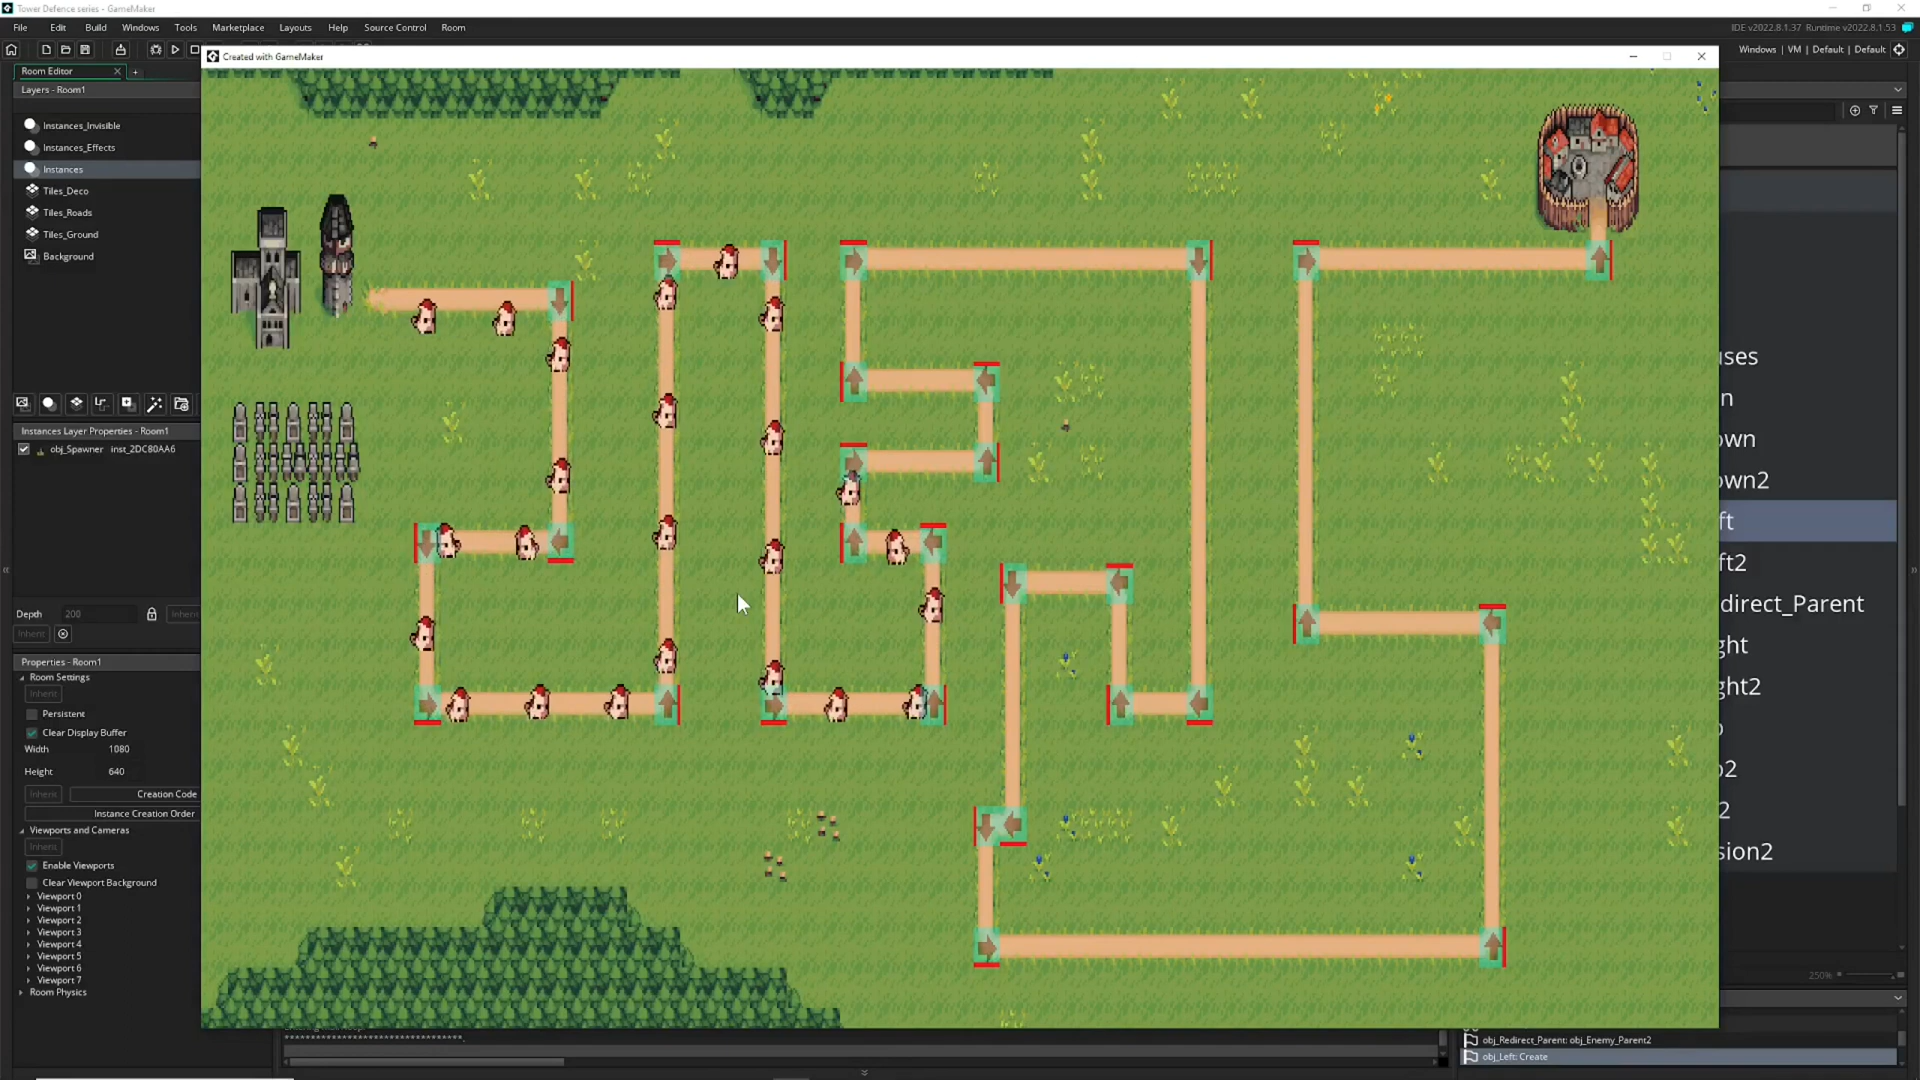 Tower Defence series - GameMaker
File Edit Build Windows Tools Marketplace Layouts Help Source Control Room
IDE v2022.8.1.37 Runtime v2022.8.1.53
Windows | VM | Default | Default
Room Editor
Created with GameMaker
Layers - Room1
Instances_Invisible
Instances_Effects
Instances
Tiles_Deco
Tiles_Roads
Tiles_Ground
Background
Instances Layer Properties - Room1
obj_Spawner inst_2DC80AA6
Depth 200 Inherit
Inherit
Properties - Room1
Room Settings
Inherit
Persistent
Clear Display Buffer
Width 1080
Height 640
Inherit Creation Code
Instance Creation Order
Viewports and Cameras
Inherit
Enable Viewports
Clear Viewport Background
Viewport 0
Viewport 1
Viewport 2
Viewport 3
Viewport 4
Viewport 5
Viewport 6
Viewport 7
Room Physics
uses
n
own
own2
ft
ft2
direct_Parent
ght
ght2
p2
2
sion2
250%
obj_Redirect_Parent: obj_Enemy_Parent2
obj_Left: Create